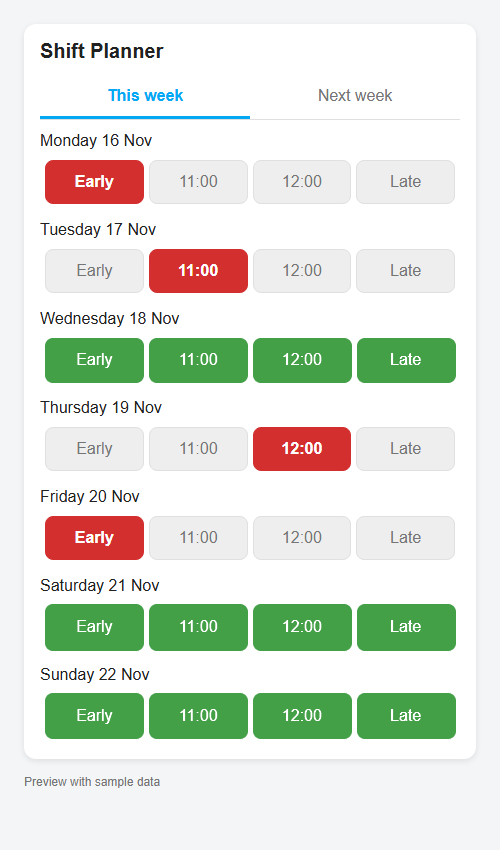 Shift Planner
This week Next week
Monday 16 Nov
Early 11:00 12:00 Late
Tuesday 17 Nov
Early 11:00 12:00 Late
Wednesday 18 Nov
Early 11:00 12:00 Late
Thursday 19 Nov
Early 11:00 12:00 Late
Friday 20 Nov
Early 11:00 12:00 Late
Saturday 21 Nov
Early 11:00 12:00 Late
Sunday 22 Nov
Early 11:00 12:00 Late
Preview with sample data